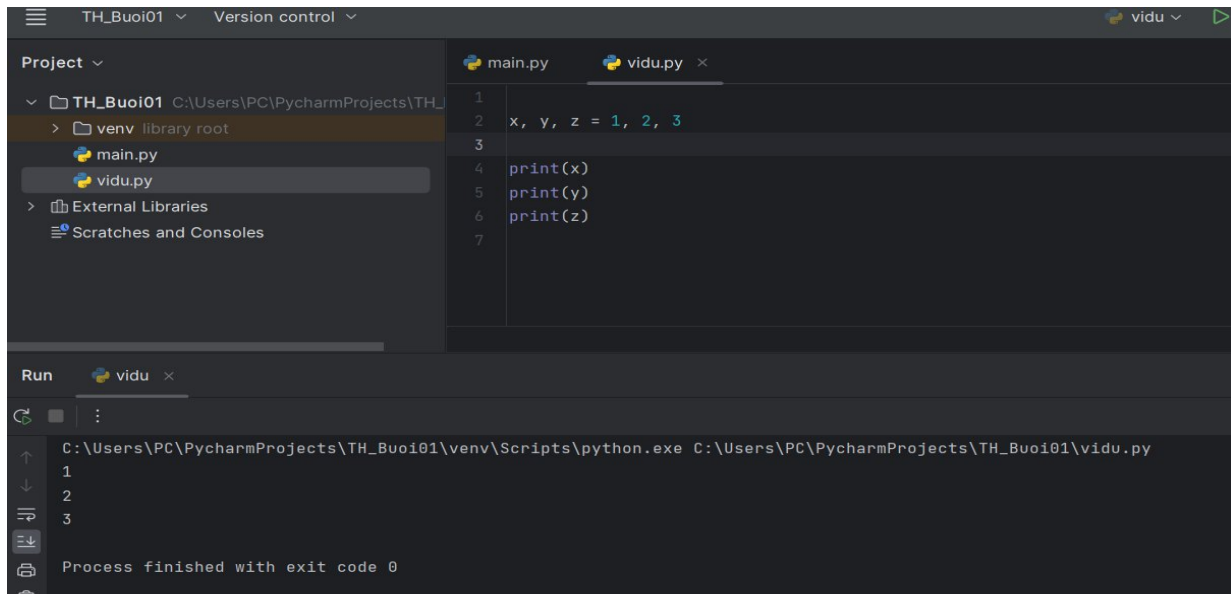 TH_Buoi01 Version control vidu
Project
TH_Buoi01 C:\Users\PC\PycharmProjects\TH_
venv library root
main.py
vidu.py
External Libraries
Scratches and Consoles
main.py vidu.py
1
2 x, y, z = 1, 2, 3
3
4 print(x)
5 print(y)
6 print(z)
7
Run vidu
C:\Users\PC\PycharmProjects\TH_Buoi01\venv\Scripts\python.exe C:\Users\PC\PycharmProjects\TH_Buoi01\vidu.py
1
2
3
Process finished with exit code 0